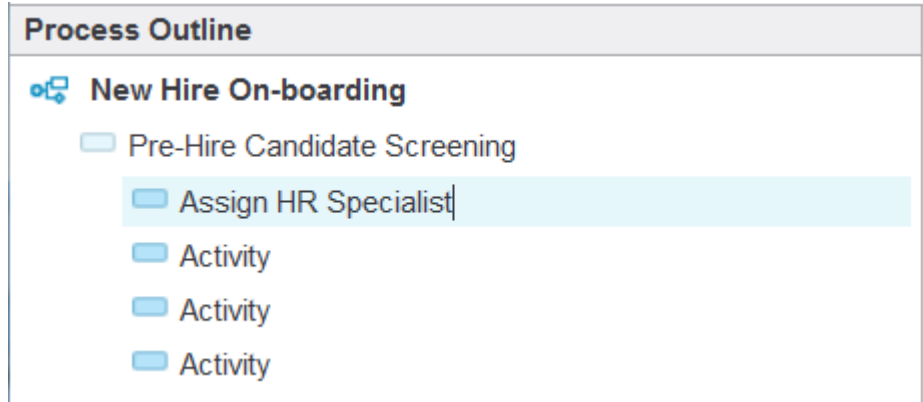 Process Outline
New Hire On-boarding
Pre-Hire Candidate Screening
Assign HR Specialist
Activity
Activity
Activity